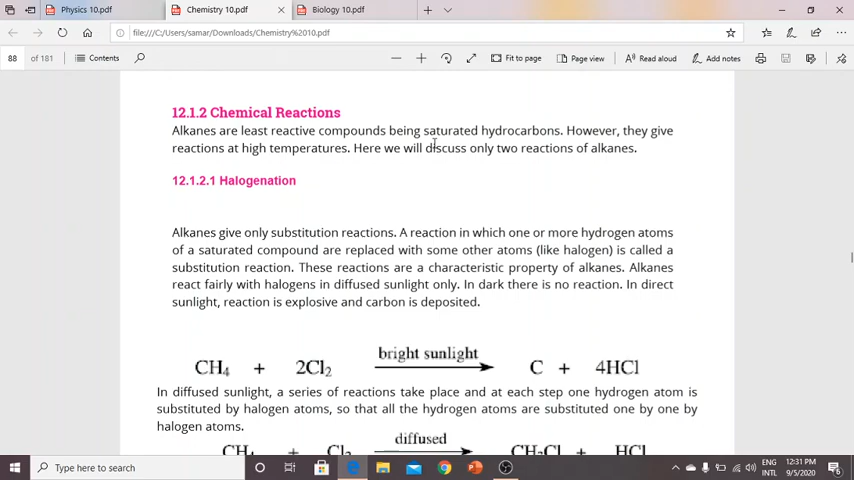 Physics 10.pdf
Chemistry 10.pdf
Biology 10.pdf
file:///C:/Users/samar/Downloads/Chemistry%2010.pdf
88 of 181
Contents
Fit to page
Page view
Read aloud
Add notes
12.1.2 Chemical Reactions
Alkanes are least reactive compounds being saturated hydrocarbons. However, they give
reactions at high temperatures. Here we will discuss only two reactions of alkanes.
12.1.2.1 Halogenation
Alkanes give only substitution reactions. A reaction in which one or more hydrogen atoms
of a saturated compound are replaced with some other atoms (like halogen) is called a
substitution reaction. These reactions are a characteristic property of alkanes. Alkanes
react fairly with halogens in diffused sunlight only. In dark there is no reaction. In direct
sunlight, reaction is explosive and carbon is deposited.
bright sunlight
CH₄ + 2Cl₂ → C + 4HCl
In diffused sunlight, a series of reactions take place and at each step one hydrogen atom is
substituted by halogen atoms, so that all the hydrogen atoms are substituted one by one by
halogen atoms.
diffused
CH₄ + Cl₂ → CH₃Cl + HCl
Type here to search
ENG
INTL
12:31 PM
9/5/2020
6